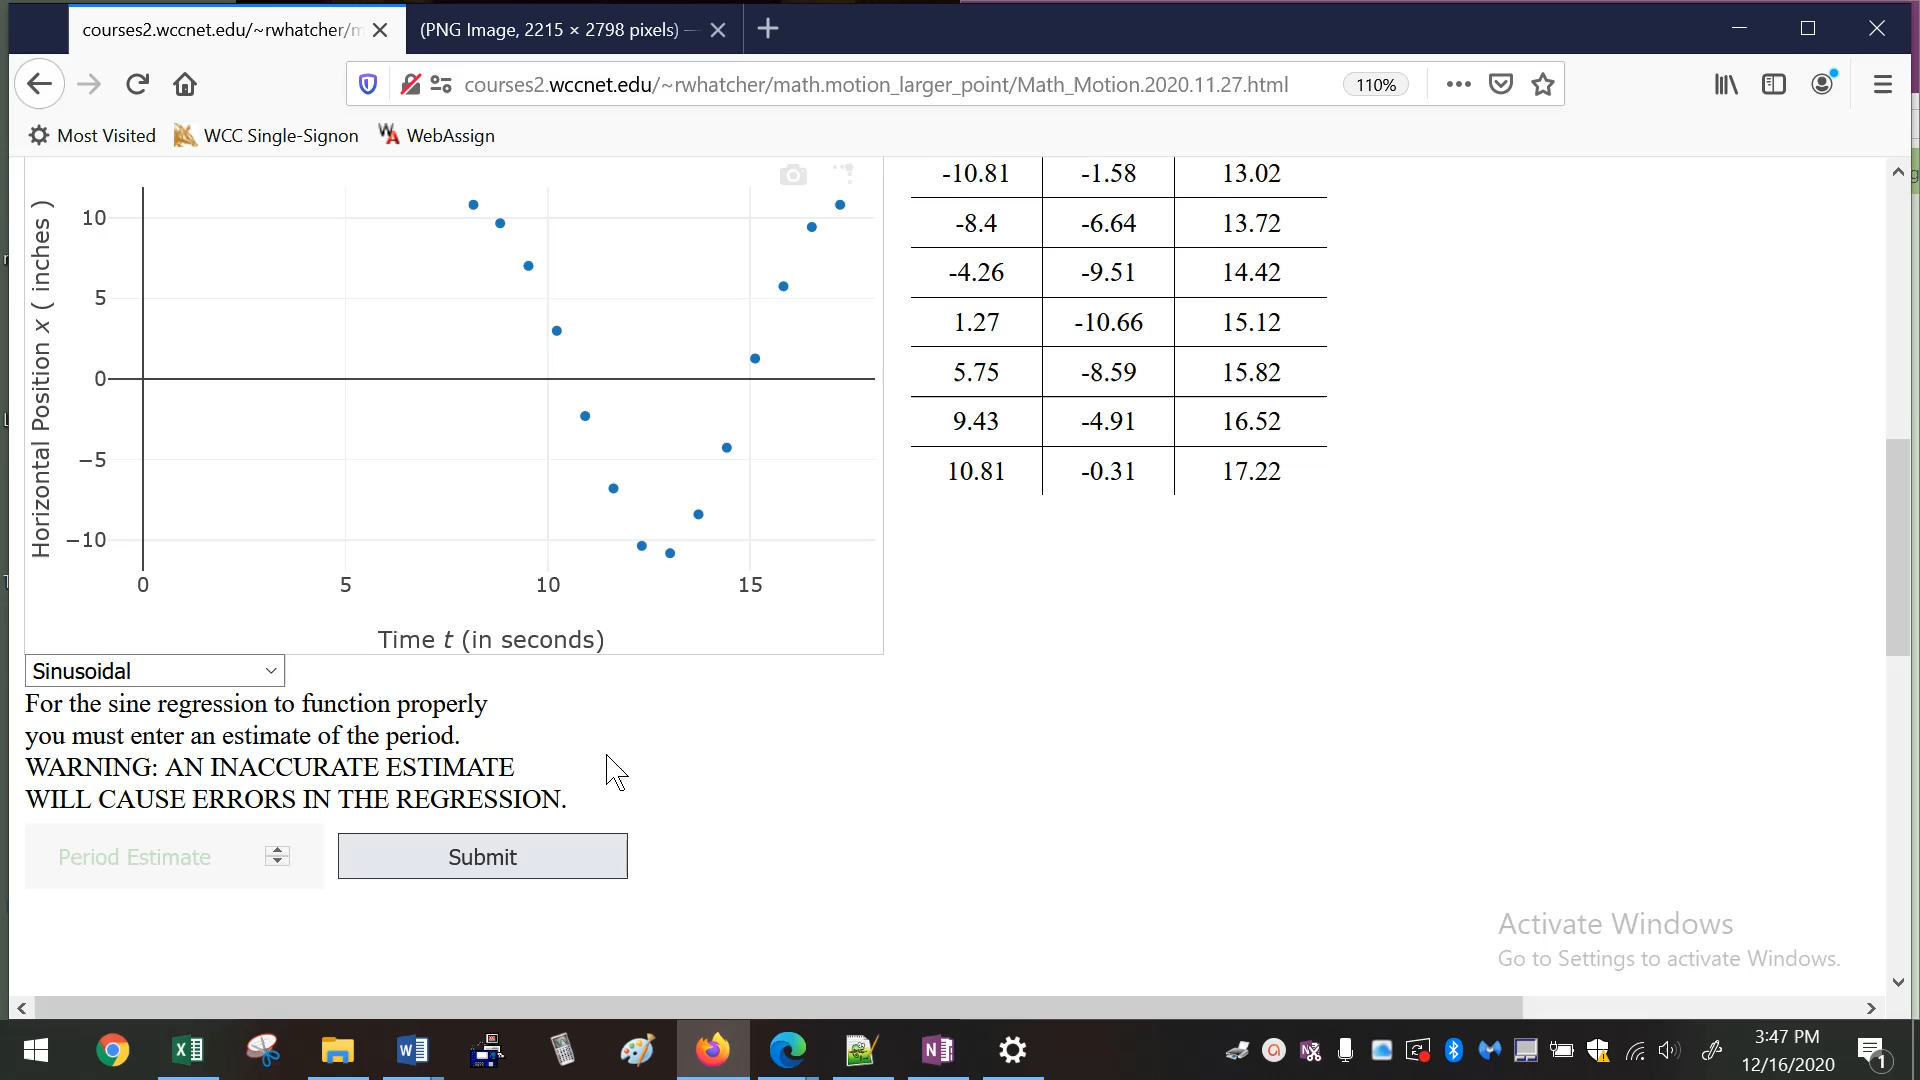 courses2.wccnet.edu/~rwhatcher/m
(PNG Image, 2215 × 2798 pixels) —
courses2.wccnet.edu/~rwhatcher/math.motion_larger_point/Math_Motion.2020.11.27.html
110%
Most Visited
WCC Single-Signon
WebAssign
Horizontal Position x ( inches )
10
5
0
−5
−10
0
5
10
15
Time t (in seconds)
-10.81 -1.58 13.02
-8.4 -6.64 13.72
-4.26 -9.51 14.42
1.27 -10.66 15.12
5.75 -8.59 15.82
9.43 -4.91 16.52
10.81 -0.31 17.22
Sinusoidal
For the sine regression to function properly
you must enter an estimate of the period.
WARNING: AN INACCURATE ESTIMATE
WILL CAUSE ERRORS IN THE REGRESSION.
Period Estimate
Submit
Activate Windows
Go to Settings to activate Windows.
3:47 PM
12/16/2020
1